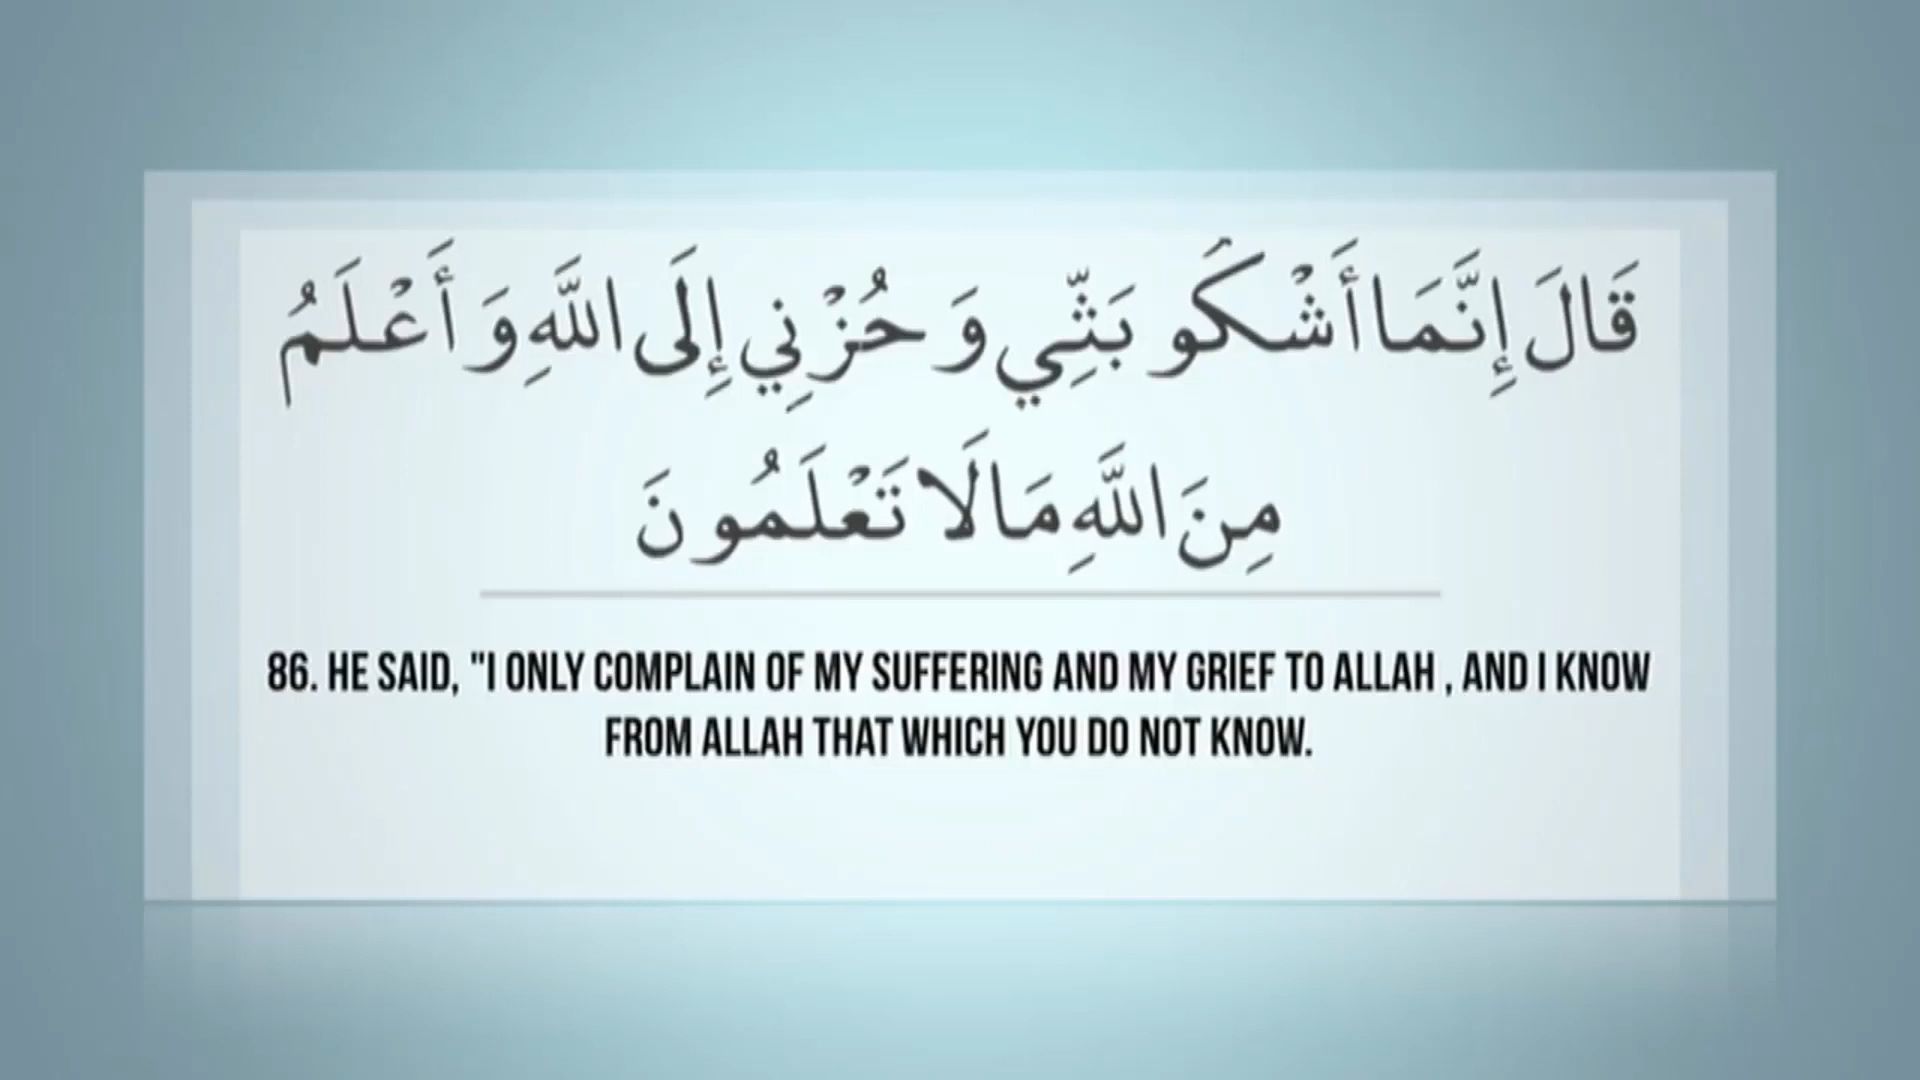 قَالَ إِنَّمَا أَشْكُو بَثِّي وَحُزْنِي إِلَى اللَّهِ وَأَعْلَمُ
مِنَ اللَّهِ مَا لَا تَعْلَمُونَ
86. HE SAID, "I ONLY COMPLAIN OF MY SUFFERING AND MY GRIEF TO ALLAH , AND I KNOW
FROM ALLAH THAT WHICH YOU DO NOT KNOW.